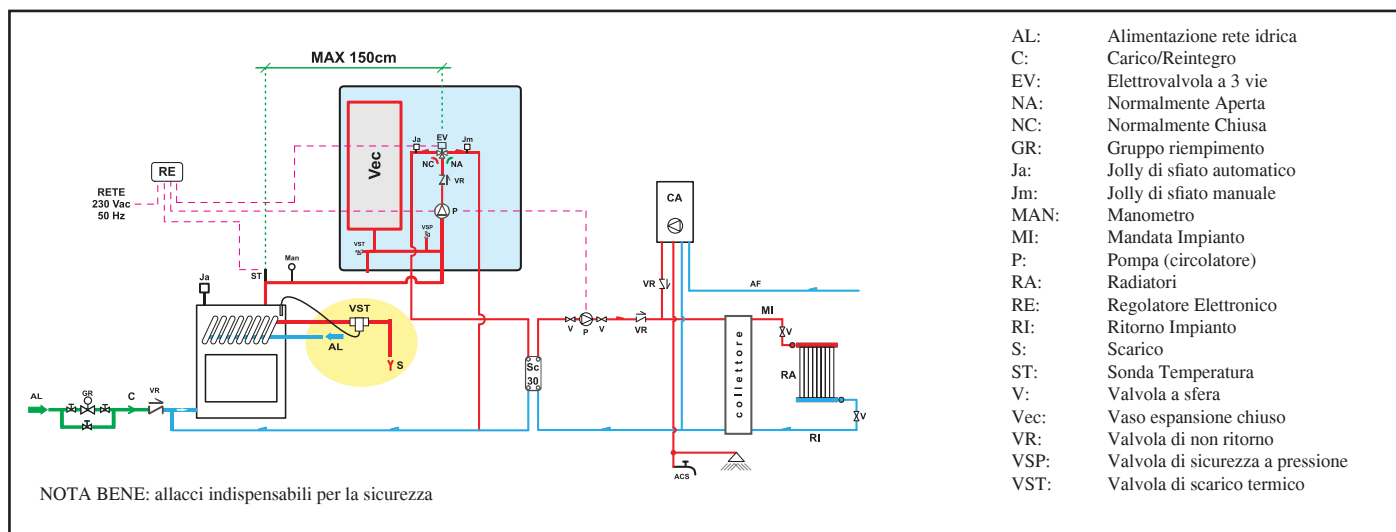 MAX 150cm
Ja
EV
Jm
NC
NA
Vec
VR
RE
RETE
230 Vac
50 Hz
P
CA
VSP
VST
Man
ST
Ja
VR
AF
VST
MI
V
P
V
VR
V
AL
Sc
30
collettore
RA
S
AL
GR
C
VR
V
RI
ACS
NOTA BENE: allacci indispensabili per la sicurezza
AL: Alimentazione rete idrica
C: Carico/Reintegro
EV: Elettrovalvola a 3 vie
NA: Normalmente Aperta
NC: Normalmente Chiusa
GR: Gruppo riempimento
Ja: Jolly di sfiato automatico
Jm: Jolly di sfiato manuale
MAN: Manometro
MI: Mandata Impianto
P: Pompa (circolatore)
RA: Radiatori
RE: Regolatore Elettronico
RI: Ritorno Impianto
S: Scarico
ST: Sonda Temperatura
V: Valvola a sfera
Vec: Vaso espansione chiuso
VR: Valvola di non ritorno
VSP: Valvola di sicurezza a pressione
VST: Valvola di scarico termico